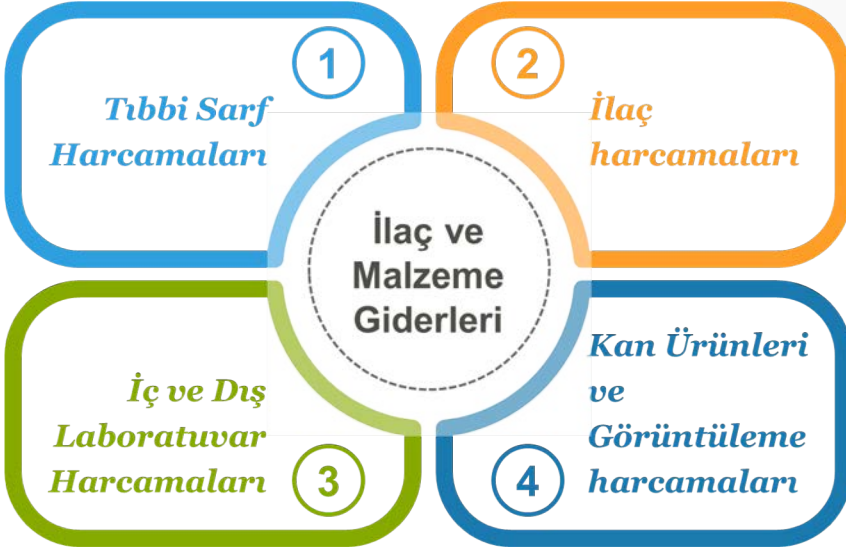 1
Tıbbi Sarf
Harcamaları
2
İlaç
harcamaları
İlaç ve
Malzeme
Giderleri
İç ve Dış
Laboratuvar
Harcamaları
3
Kan Ürünleri
ve
Görüntüleme
harcamaları
4